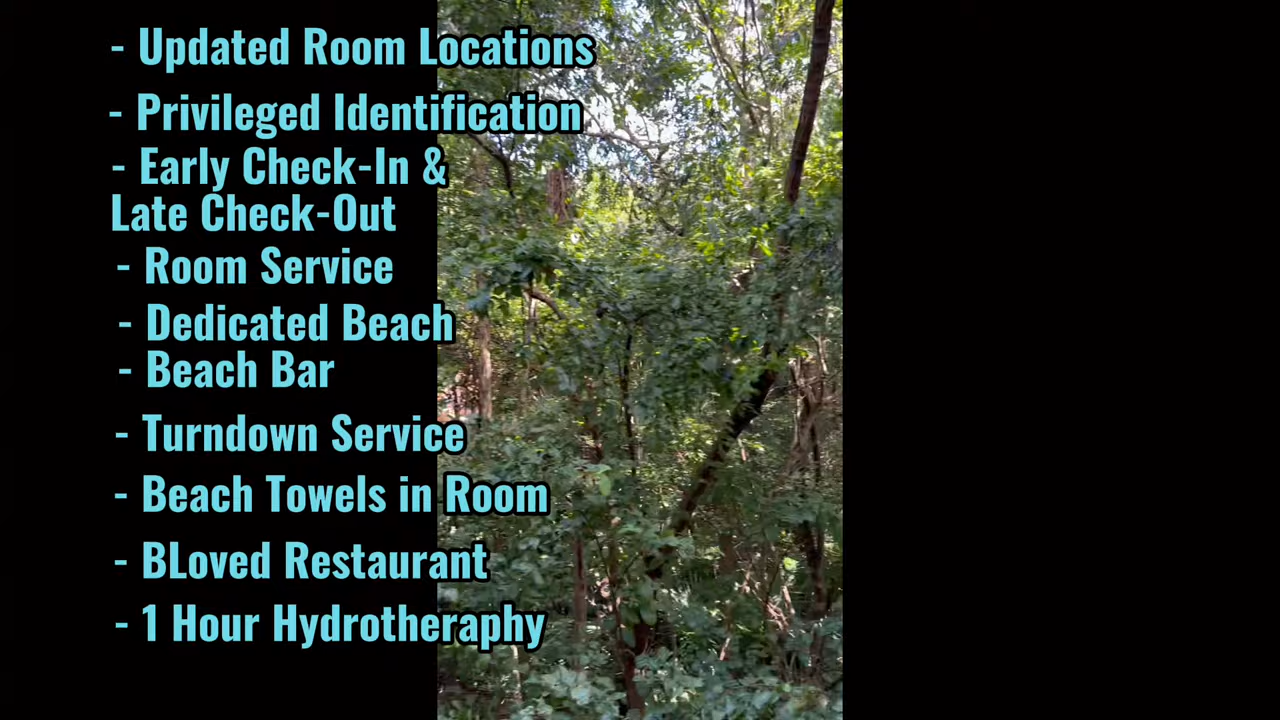 - Updated Room Locations
- Privileged Identification
- Early Check-In &
Late Check-Out
- Room Service
- Dedicated Beach
- Beach Bar
- Turndown Service
- Beach Towels in Room
- BLoved Restaurant
- 1 Hour Hydrotheraphy